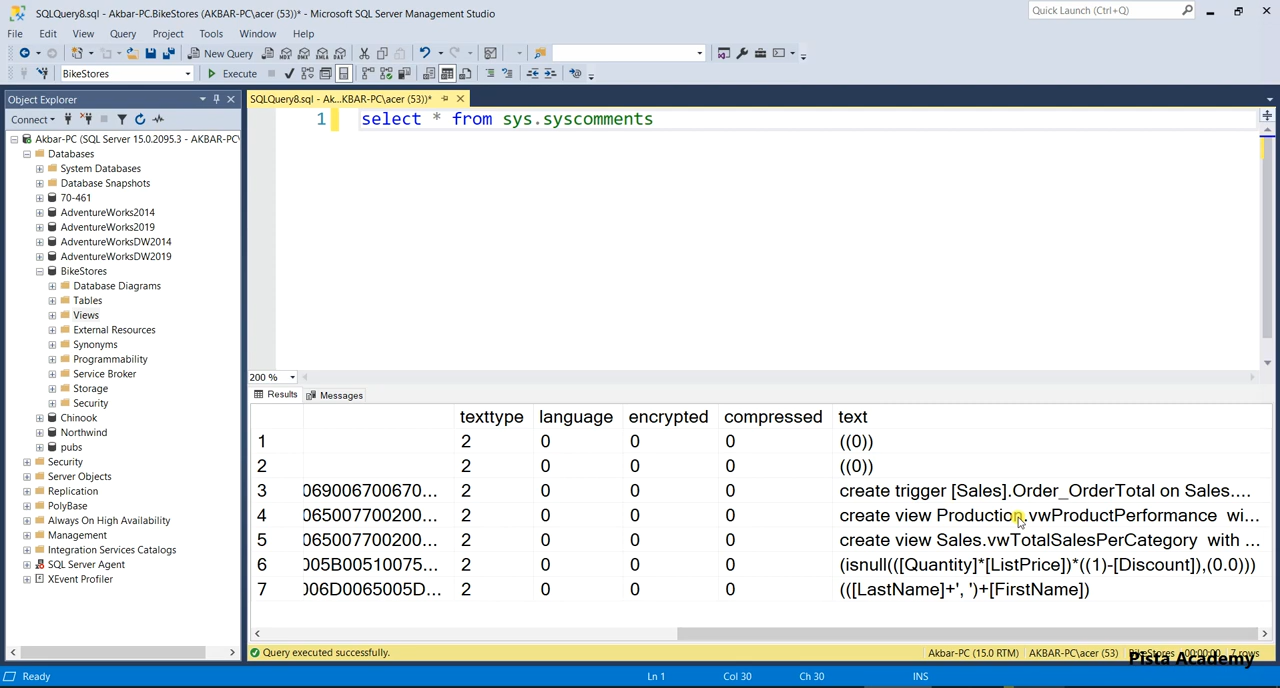 SQLQuery8.sql - Akbar-PC.BikeStores (AKBAR-PC\acer (53))* - Microsoft SQL Server Management Studio
Quick Launch (Ctrl+Q)
File Edit View Query Project Tools Window Help
New Query
BikeStores Execute
Object Explorer
SQLQuery8.sql - Ak...KBAR-PC\acer (53))*
Connect
1 select * from sys.syscomments
Akbar-PC (SQL Server 15.0.2095.3 - AKBAR-PC\
Databases
System Databases
Database Snapshots
70-461
AdventureWorks2014
AdventureWorks2019
AdventureWorksDW2014
AdventureWorksDW2019
BikeStores
Database Diagrams
Tables
Views
External Resources
Synonyms
Programmability
Service Broker
Storage
Security
Chinook
Northwind
pubs
Security
Server Objects
Replication
PolyBase
Always On High Availability
Management
Integration Services Catalogs
SQL Server Agent
XEvent Profiler
200 %
Results Messages
texttype language encrypted compressed text
1 2 0 0 0 ((0))
2 2 0 0 0 ((0))
3 069006700670... 2 0 0 0 create trigger [Sales].Order_OrderTotal on Sales....
4 065007700200... 2 0 0 0 create view Production.vwProductPerformance wi...
5 065007700200... 2 0 0 0 create view Sales.vwTotalSalesPerCategory with ...
6 005B00510075... 2 0 0 0 (isnull(([Quantity]*[ListPrice])*((1)-[Discount]),(0.0)))
7 006D0065005D... 2 0 0 0 (([LastName]+', ')+[FirstName])
Query executed successfully. Akbar-PC (15.0 RTM) AKBAR-PC\acer (53) BikeStores 00:00:00 7 rows
Pista Academy
Ready Ln 1 Col 30 Ch 30 INS